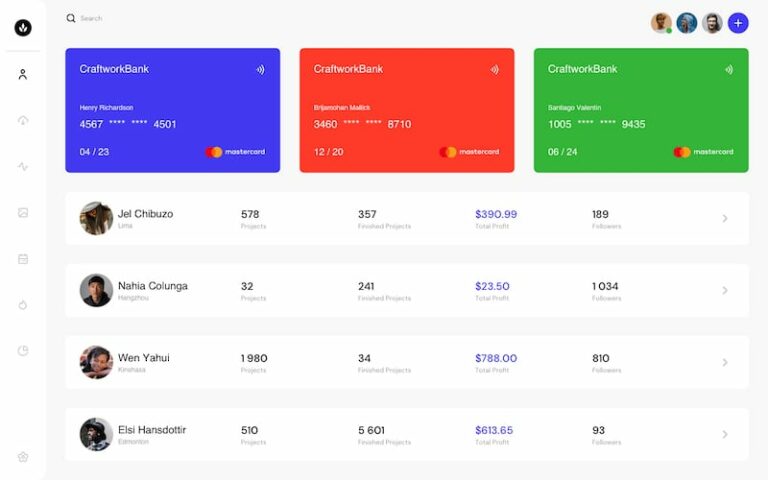 Search
CraftworkBank
Henry Richardson
4567 **** **** 4501
04 / 23
mastercard
CraftworkBank
Brijamohan Mallick
3460 **** **** 8710
12 / 20
mastercard
CraftworkBank
Santiago Valentín
1005 **** **** 9435
06 / 24
mastercard
Jel Chibuzo
Lima
578
Projects
357
Finished Projects
$390.99
Total Profit
189
Followers
Nahia Colunga
Hangzhou
32
Projects
241
Finished Projects
$23.50
Total Profit
1 034
Followers
Wen Yahui
Kinshasa
1 980
Projects
34
Finished Projects
$788.00
Total Profit
810
Followers
Elsi Hansdottir
Edmonton
510
Projects
5 601
Finished Projects
$613.65
Total Profit
93
Followers